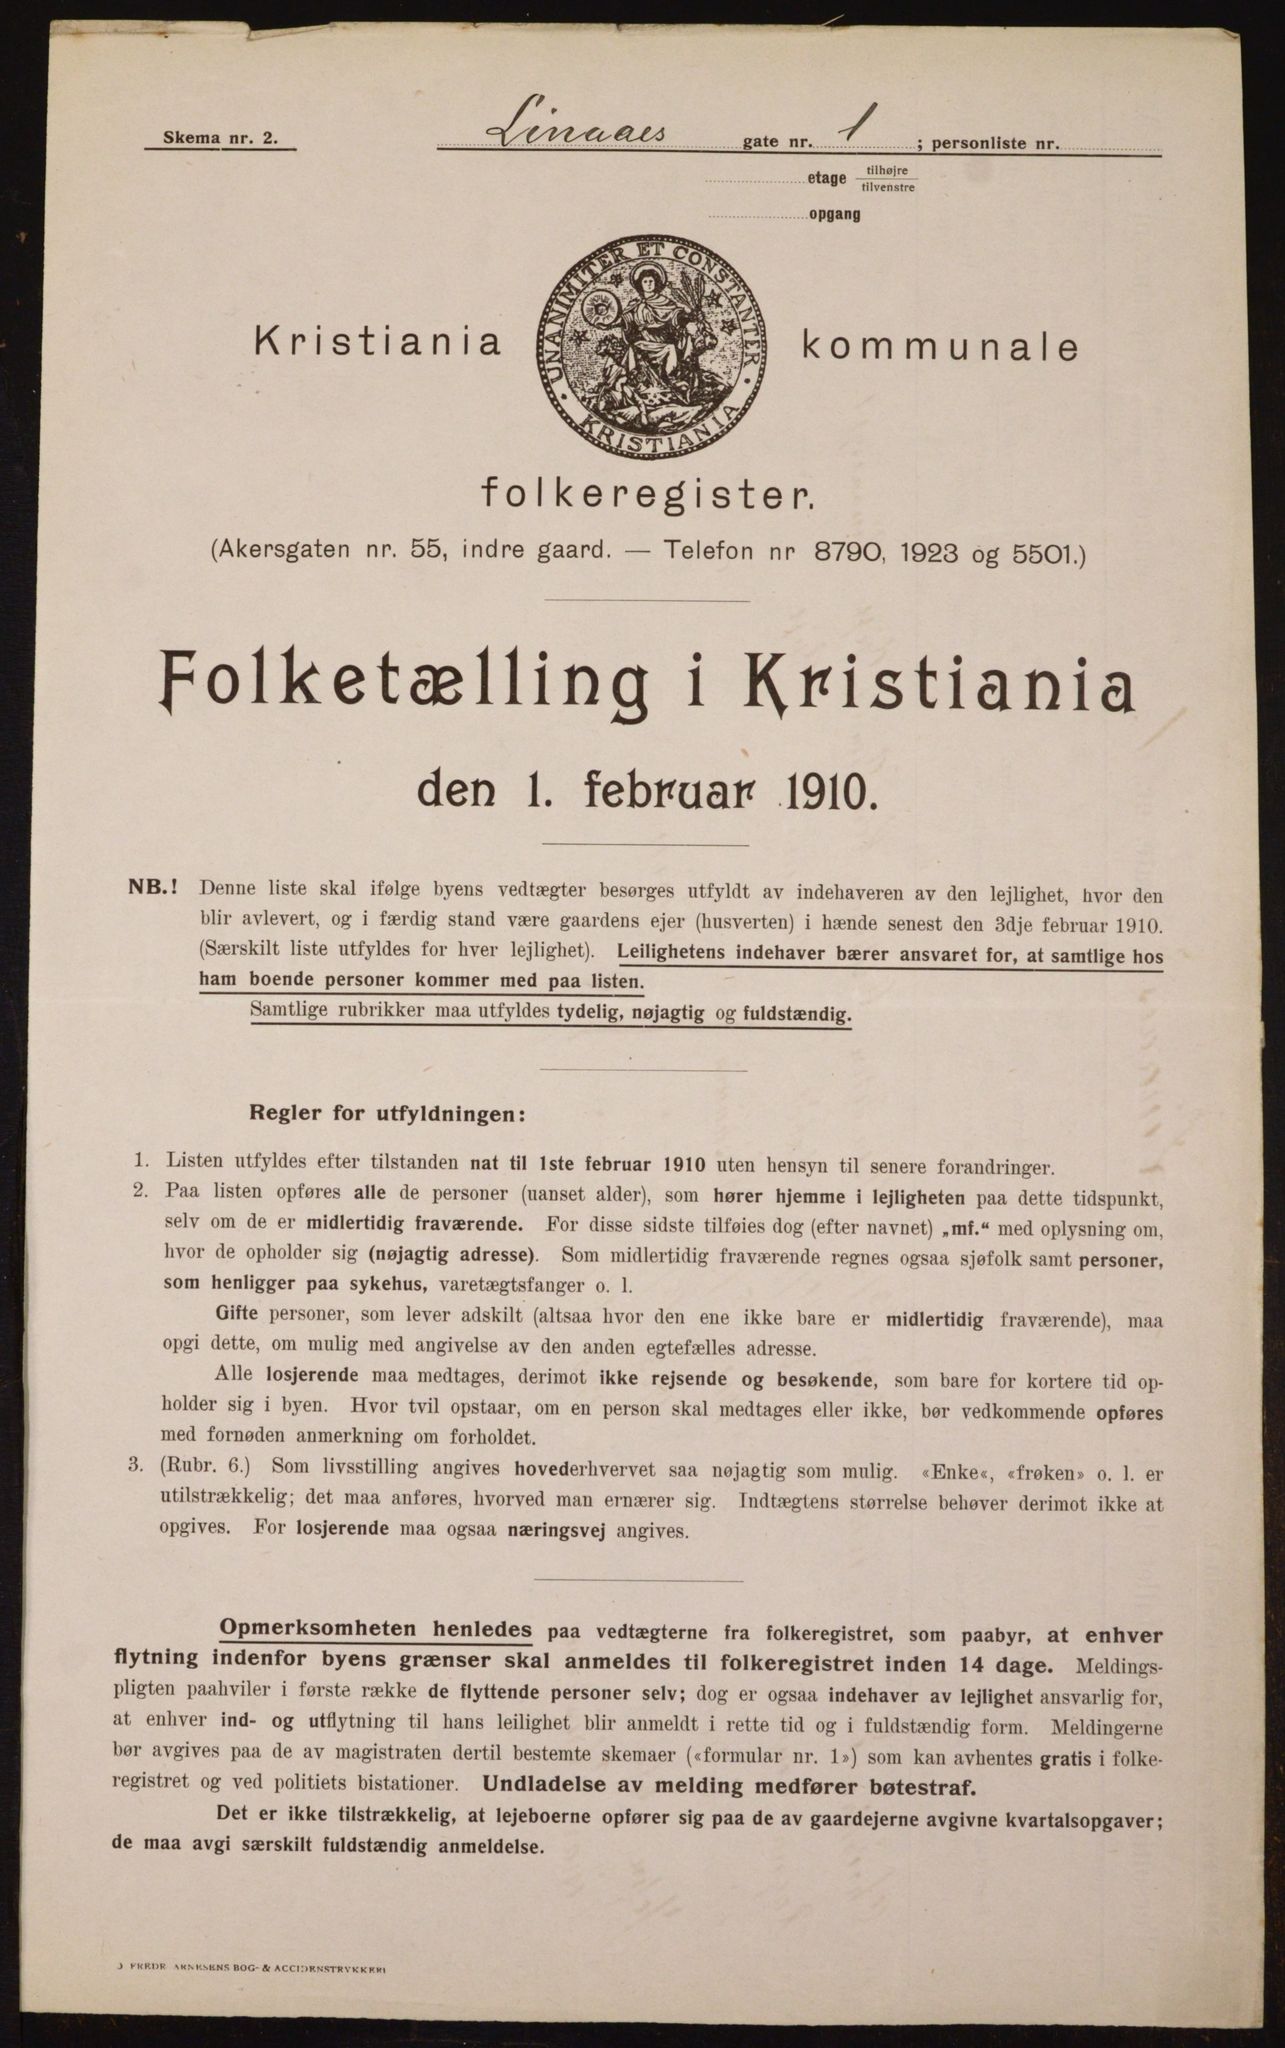 Skema nr. 2.
Linaaes gate nr. 1 ; personliste nr.
etage tilhøjre
tilvenstre
opgang
UNANIMITER ET CONSTANTER
KRISTIANIA
Kristiania kommunale
folkeregister.
(Akersgaten nr. 55, indre gaard. — Telefon nr 8790, 1923 og 5501.)
Folketælling i Kristiania
den 1. februar 1910.
NB.! Denne liste skal ifølge byens vedtægter besørges utfyldt av indehaveren av den lejlighet, hvor den
blir avlevert, og i færdig stand være gaardens ejer (husverten) i hænde senest den 3dje februar 1910.
(Særskilt liste utfyldes for hver lejlighet). Leilighetens indehaver bærer ansvaret for, at samtlige hos
ham boende personer kommer med paa listen.
Samtlige rubrikker maa utfyldes tydelig, nøjagtig og fuldstændig.
Regler for utfyldningen:
1. Listen utfyldes efter tilstanden nat til 1ste februar 1910 uten hensyn til senere forandringer.
2. Paa listen opføres alle de personer (uanset alder), som hører hjemme i lejligheten paa dette tidspunkt,
selv om de er midlertidig fraværende. For disse sidste tilføies dog (efter navnet) „mf.“ med oplysning om,
hvor de opholder sig (nøjagtig adresse). Som midlertidig fraværende regnes ogsaa sjøfolk samt personer,
som henligger paa sykehus, varetægtsfanger o. l.
Gifte personer, som lever adskilt (altsaa hvor den ene ikke bare er midlertidig fraværende), maa
opgi dette, om mulig med angivelse av den anden egtefælles adresse.
Alle losjerende maa medtages, derimot ikke rejsende og besøkende, som bare for kortere tid op-
holder sig i byen. Hvor tvil opstaar, om en person skal medtages eller ikke, bør vedkommende opføres
med fornøden anmerkning om forholdet.
3. (Rubr. 6.) Som livsstilling angives hovederhvervet saa nøjagtig som mulig. «Enke«, «frøken» o. l. er
utilstrækkelig; det maa anføres, hvorved man ernærer sig. Indtægtens størrelse behøver derimot ikke at
opgives. For losjerende maa ogsaa næringsvej angives.
Opmerksomheten henledes paa vedtægterne fra folkeregistret, som paabyr, at enhver
flytning indenfor byens grænser skal anmeldes til folkeregistret inden 14 dage. Meldings-
pligten paahviler i første række de flyttende personer selv; dog er ogsaa indehaver av lejlighet ansvarlig for,
at enhver ind- og utflytning til hans leilighet blir anmeldt i rette tid og i fuldstændig form. Meldingerne
bør avgives paa de av magistraten dertil bestemte skemaer («formular nr. 1») som kan avhentes gratis i folke-
registret og ved politiets bistationer. Undladelse av melding medfører bøtestraf.
Det er ikke tilstrækkelig, at lejeboerne opfører sig paa de av gaardejerne avgivne kvartalsopgaver;
de maa avgi særskilt fuldstændig anmeldelse.
FREDR ARNESENS BOG- & ACCIDENSTRYKKERI